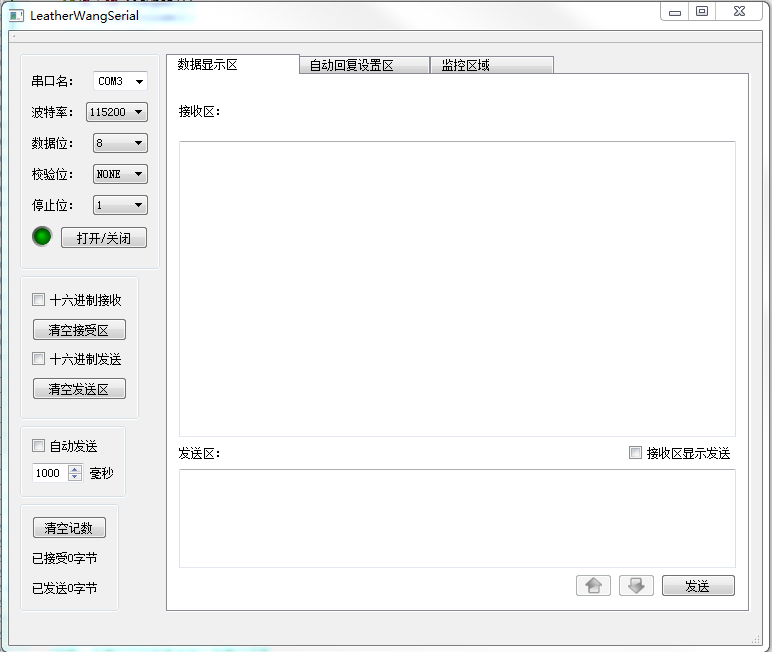 LeatherWangSerial
串口名： COM3
波特率： 115200
数据位： 8
校验位： NONE
停止位： 1
打开/关闭
十六进制接收
清空接受区
十六进制发送
清空发送区
自动发送
1000 毫秒
清空记数
已接受0字节
已发送0字节
数据显示区 自动回复设置区 监控区域
接收区：
发送区： 接收区显示发送
发送